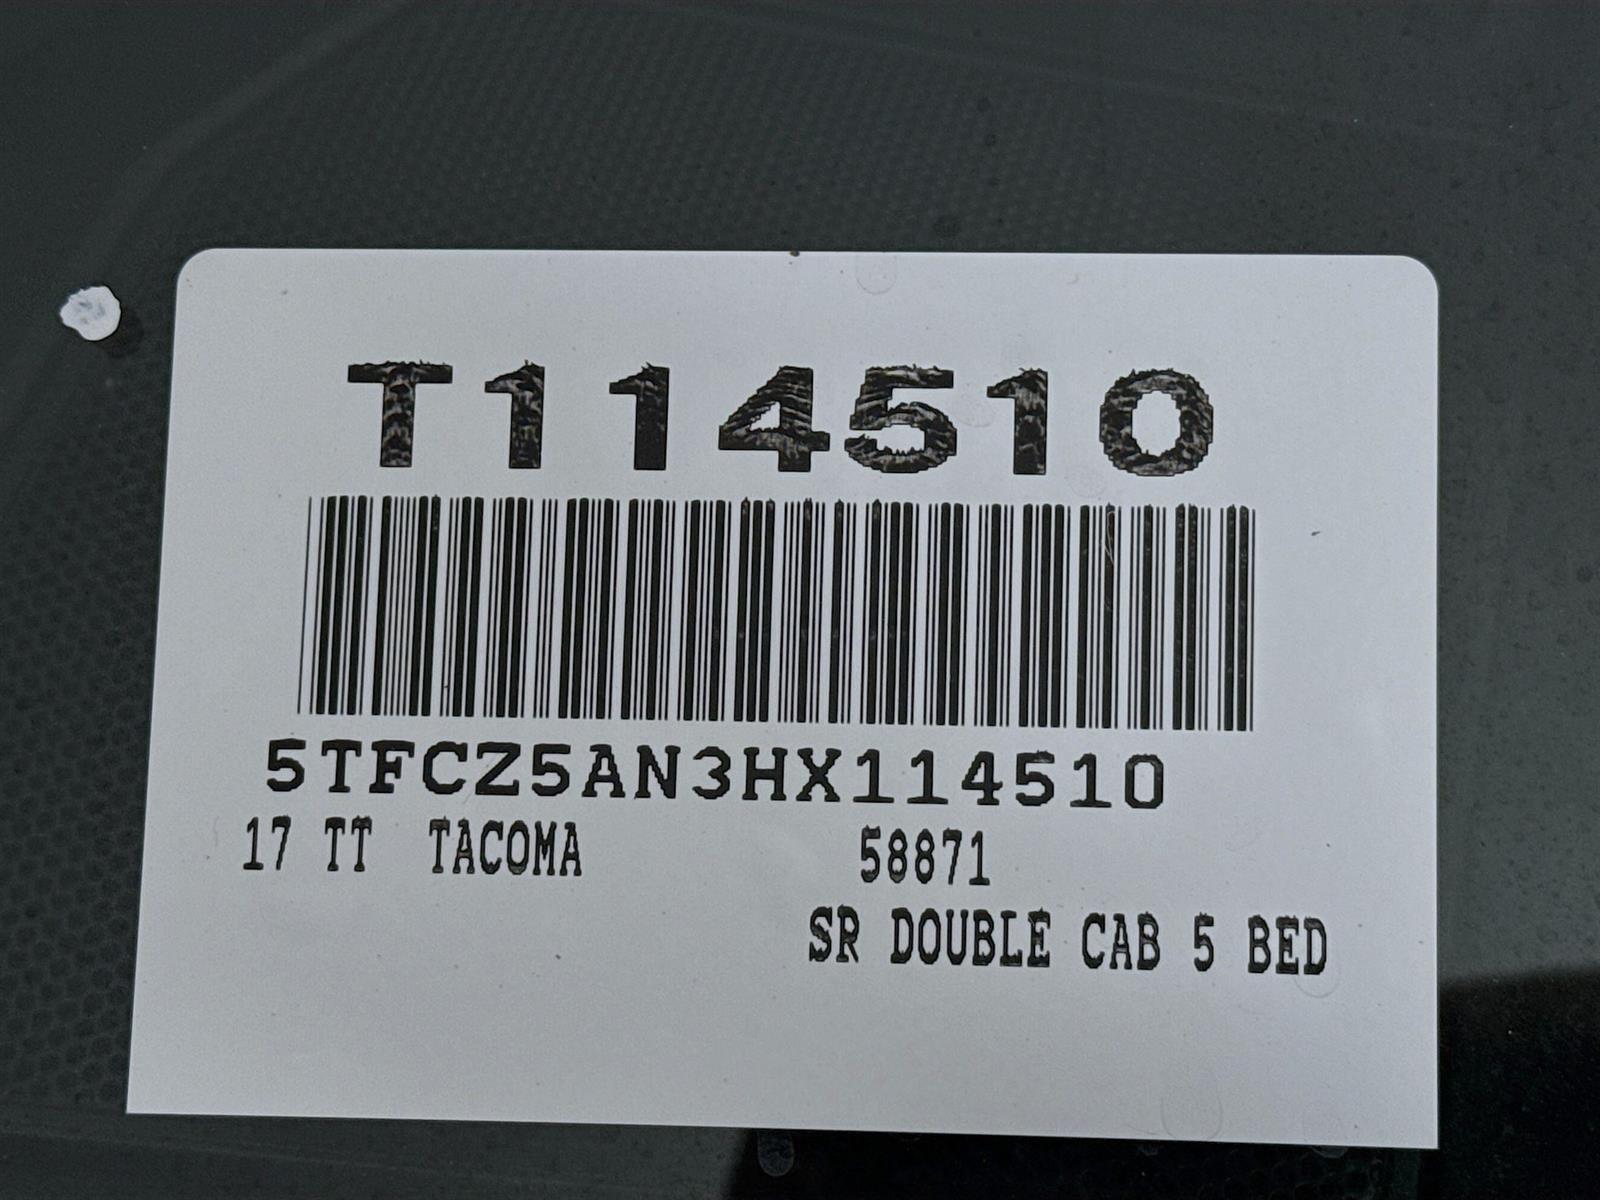 T114510
5TFCZ5AN3HX114510
17 TT TACOMA 58871
SR DOUBLE CAB 5 BED